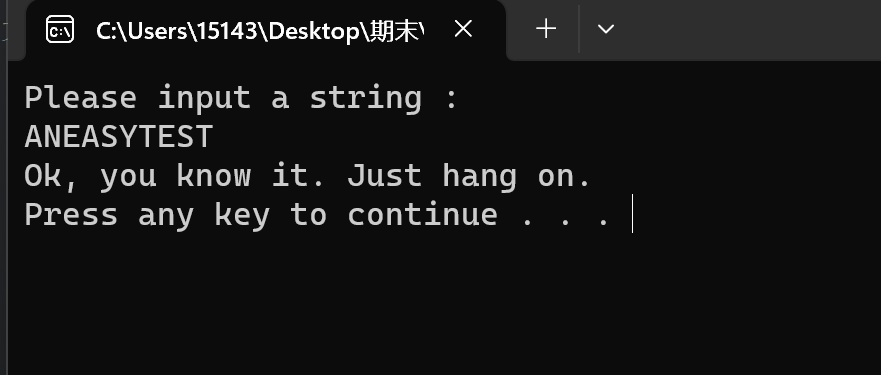 C:\Users\15143\Desktop\期末\
Please input a string :
ANEASYTEST
Ok, you know it. Just hang on.
Press any key to continue . . .